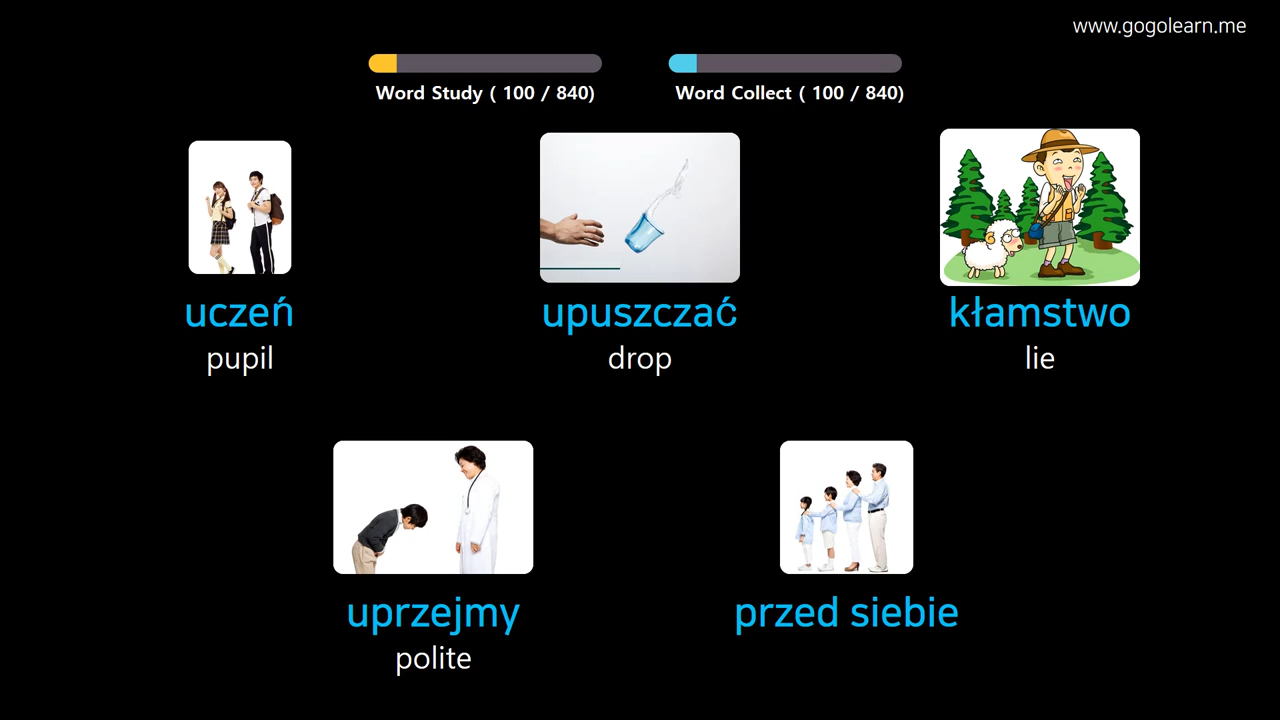 www.gogolearn.me
Word Study ( 100 / 840)
Word Collect ( 100 / 840)
uczeń
pupil
upuszczać
drop
kłamstwo
lie
uprzejmy
polite
przed siebie